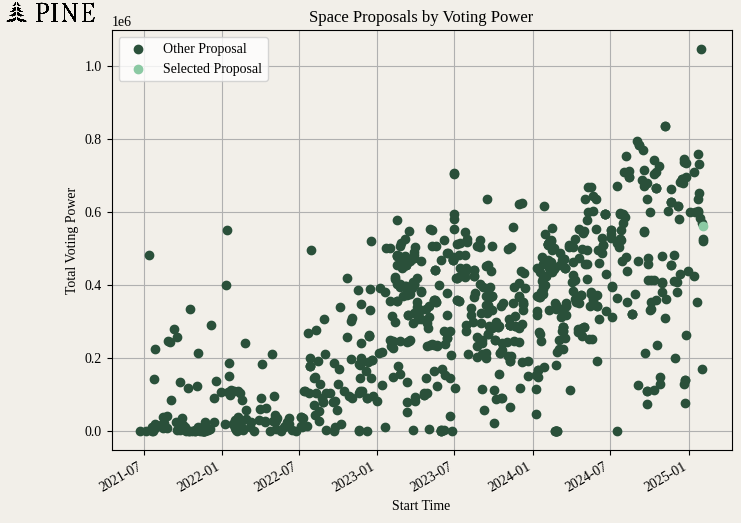 PINE
Space Proposals by Voting Power
1e6
Other Proposal
Selected Proposal
1.0
0.8
0.6
0.4
0.2
0.0
Total Voting Power
2021-07
2022-01
2022-07
2023-01
2023-07
2024-01
2024-07
2025-01
Start Time